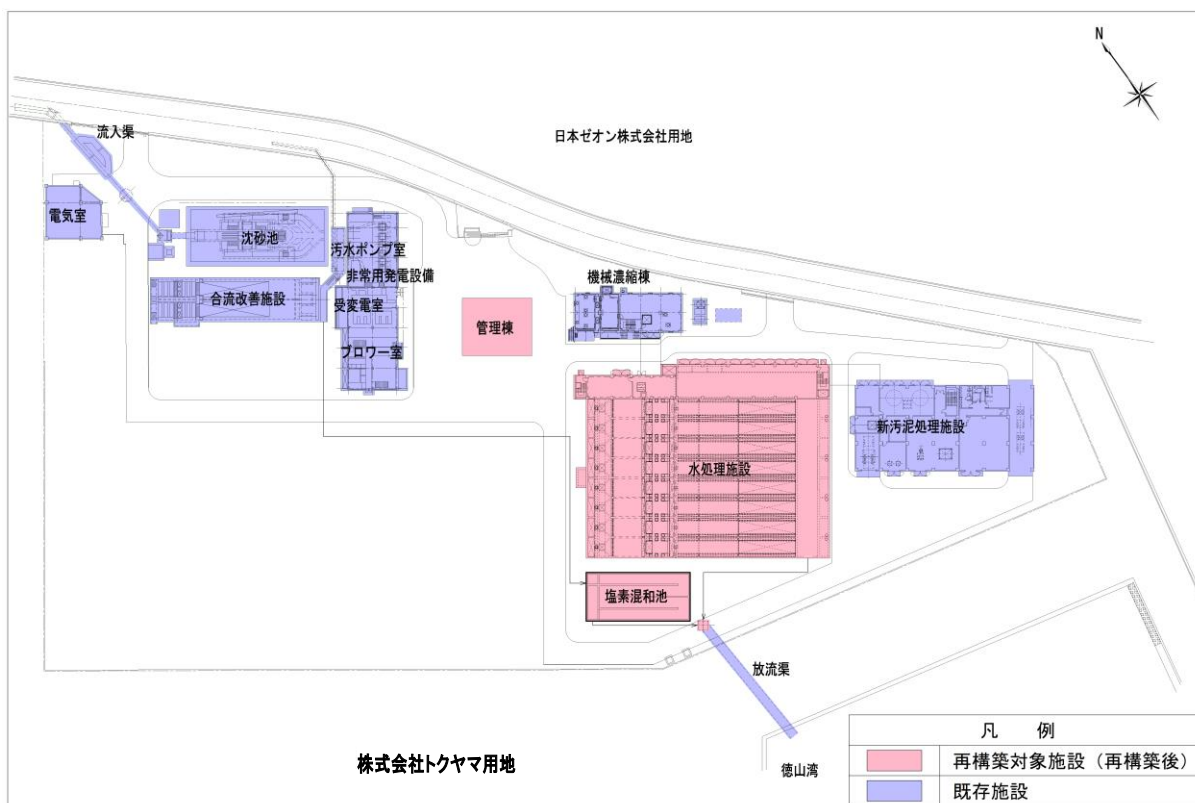 N
日本ゼオン株式会社用地
流入渠
電気室
沈砂池
汚水ポンプ室
非常用発電設備
合流改善施設
受変電室
ブロワー室
管理棟
機械濃縮棟
新汚泥処理施設
水処理施設
塩素混和池
放流渠
徳山湾
株式会社トクヤマ用地
凡 例
再構築対象施設（再構築後）
既存施設